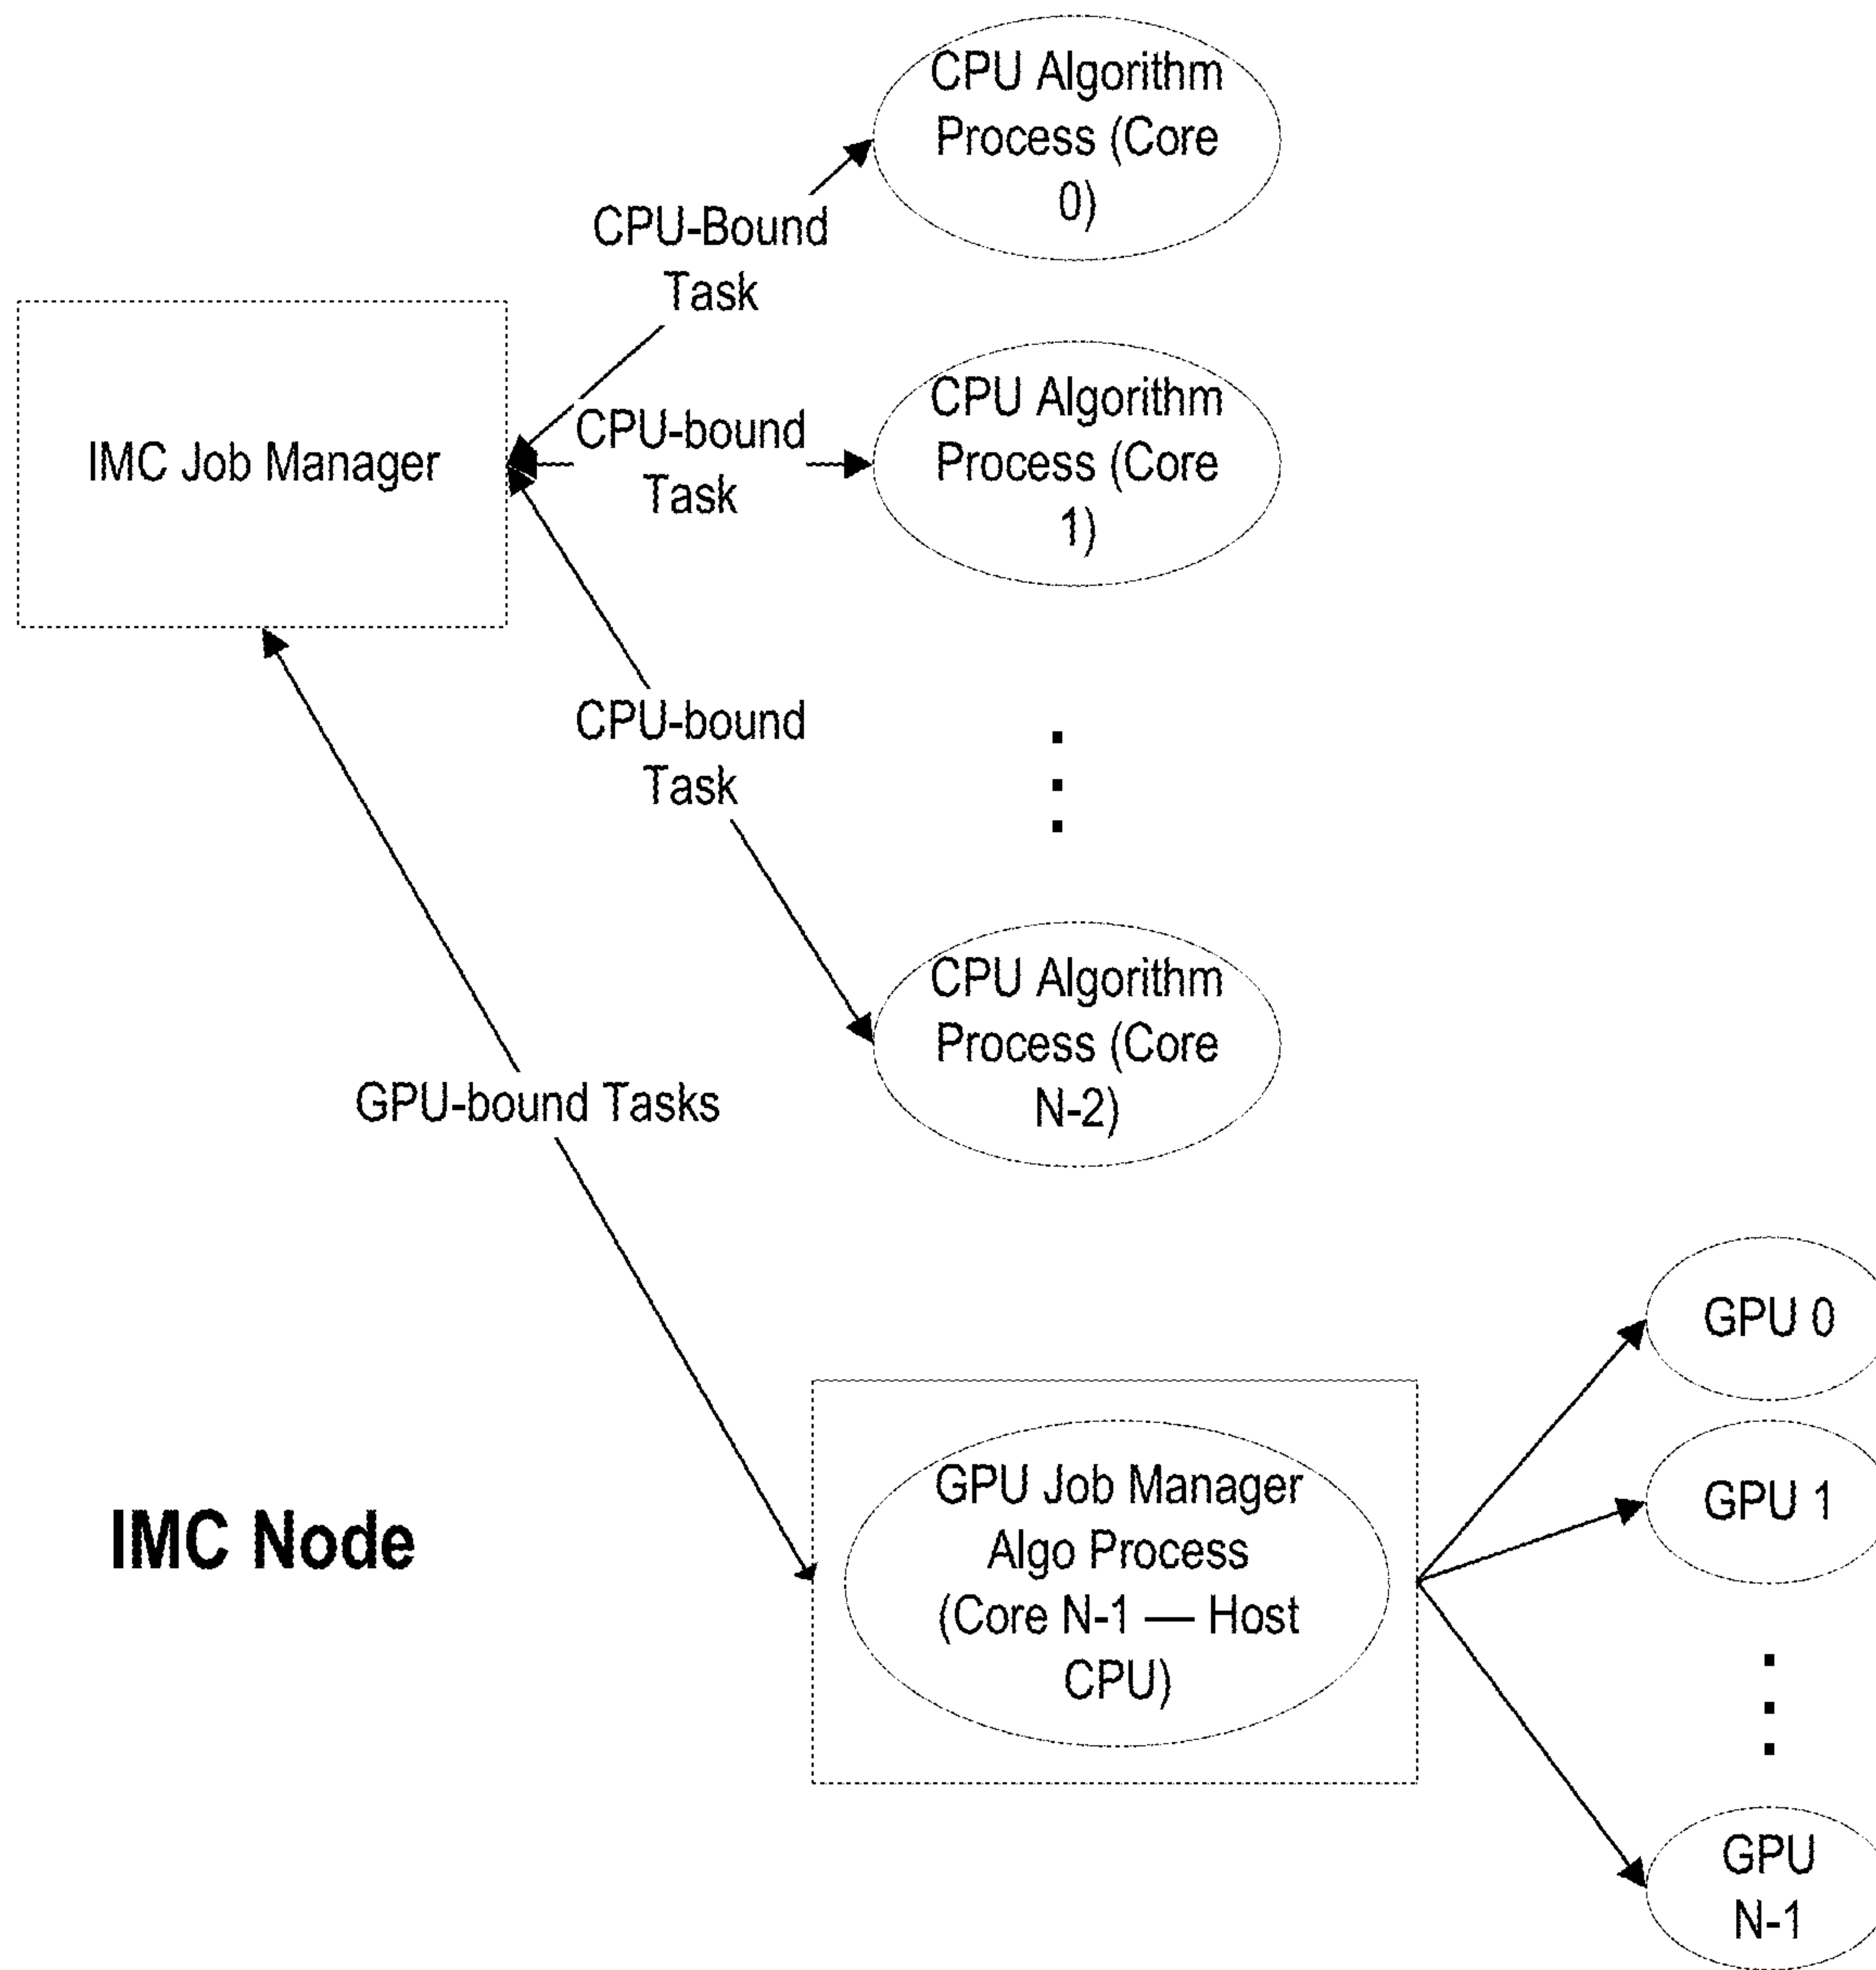 CPU Algorithm
Process (Core
0)
CPU-Bound
Task
IMC Job Manager
CPU-bound
Task
CPU Algorithm
Process (Core
1)
CPU-bound
Task
CPU Algorithm
Process (Core
N-2)
GPU-bound Tasks
GPU 0
GPU Job Manager
Algo Process
(Core N-1 — Host
CPU)
GPU 1
IMC Node
GPU
N-1